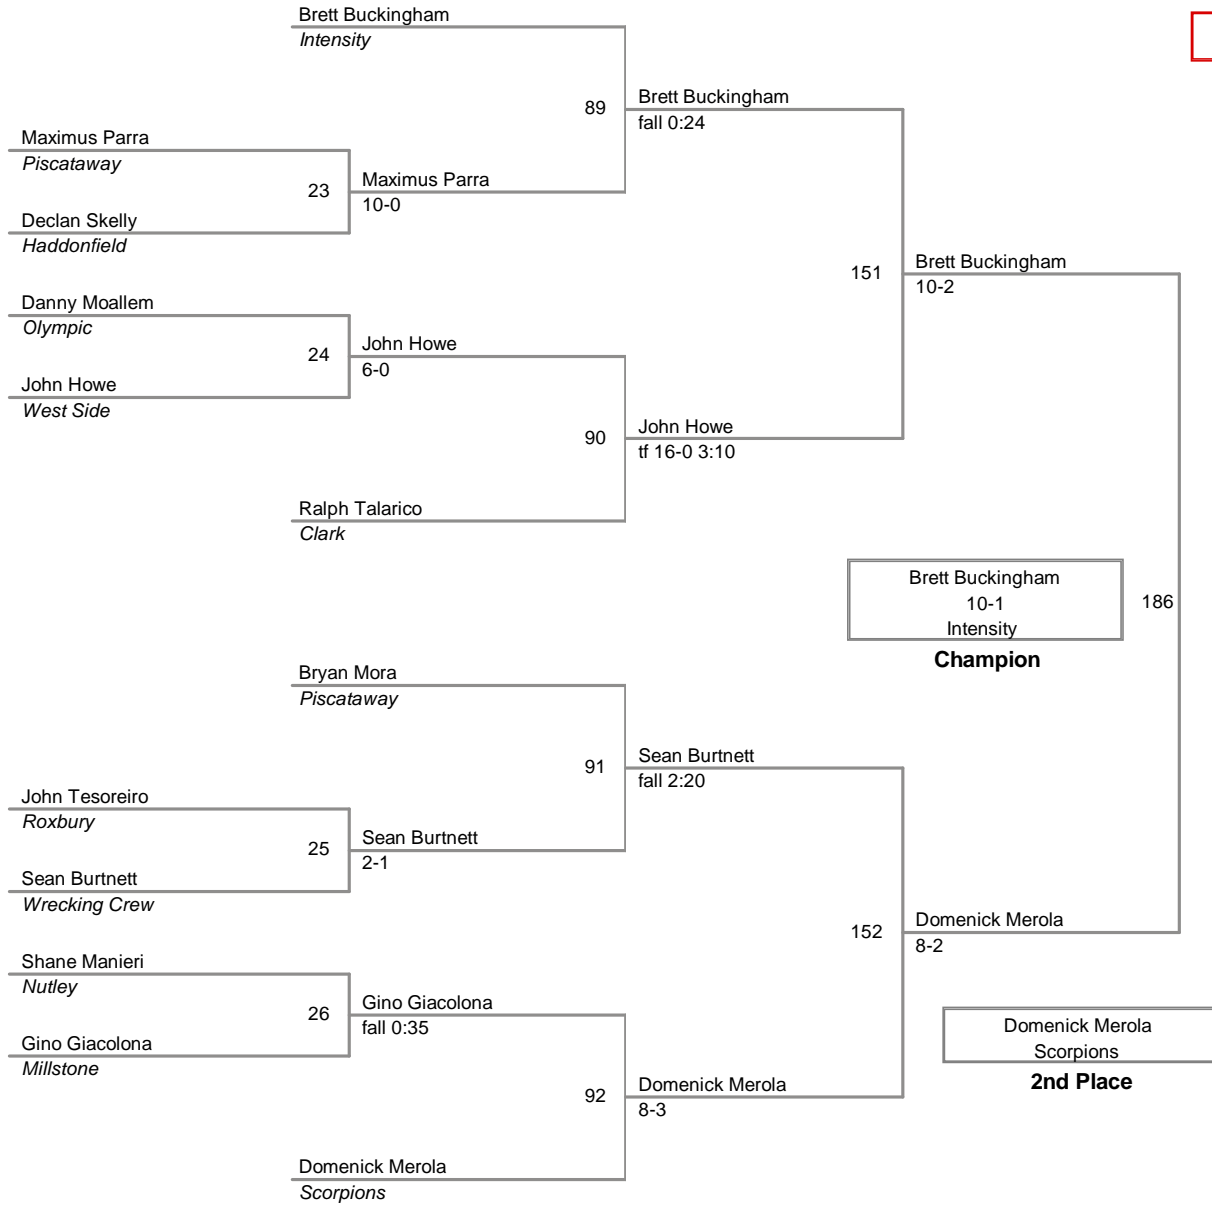 Brett Buckingham
Intensity
89
Brett Buckingham
fall 0:24
Maximus Parra
Piscataway
23
Maximus Parra
10-0
Declan Skelly
Haddonfield
151
Brett Buckingham
10-2
Danny Moallem
Olympic
24
John Howe
6-0
John Howe
West Side
90
John Howe
tf 16-0 3:10
Ralph Talarico
Clark
Brett Buckingham
10-1
Intensity
Champion
186
Bryan Mora
Piscataway
91
Sean Burtnett
fall 2:20
John Tesoreiro
Roxbury
25
Sean Burtnett
2-1
Sean Burtnett
Wrecking Crew
152
Domenick Merola
8-2
Shane Manieri
Nutley
26
Gino Giacolona
fall 0:35
Gino Giacolona
Millstone
Domenick Merola
Scorpions
2nd Place
92
Domenick Merola
8-3
Domenick Merola
Scorpions